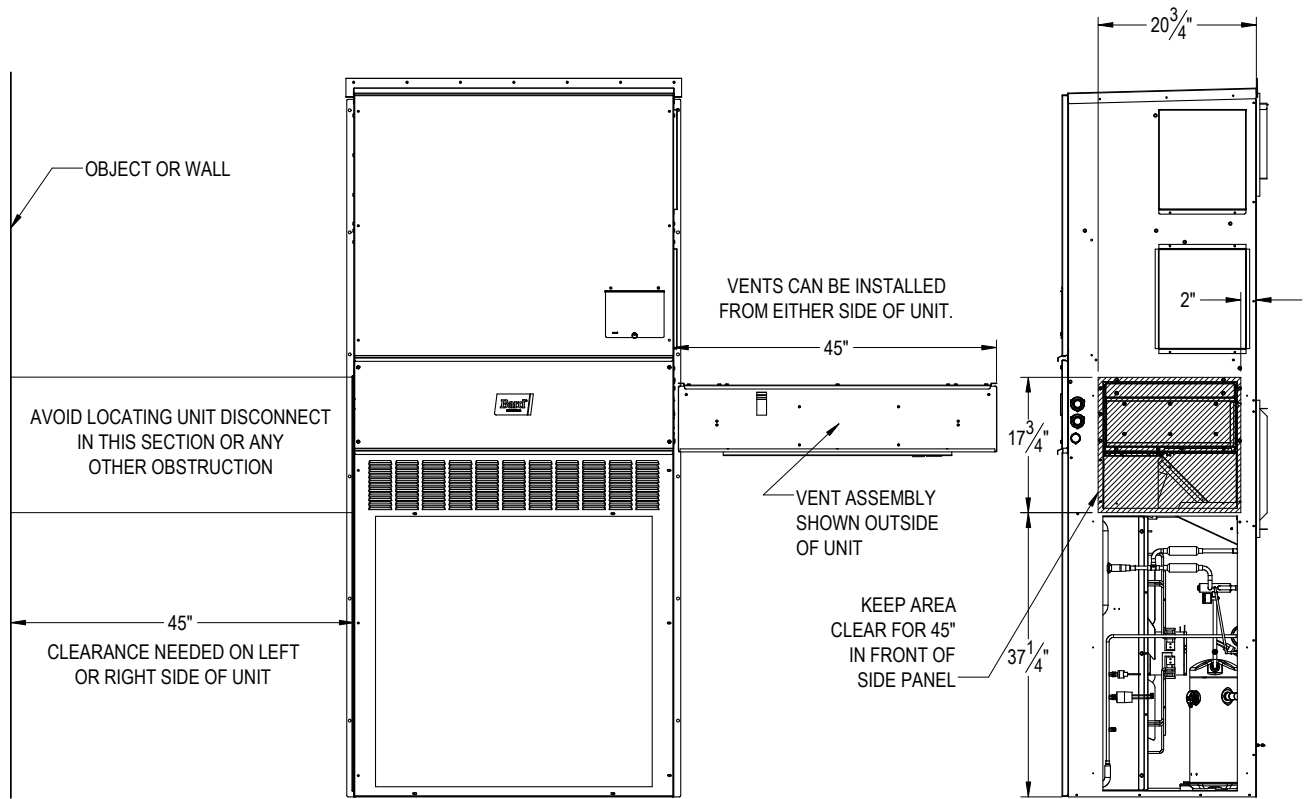 20 3/4"
OBJECT OR WALL
VENTS CAN BE INSTALLED
FROM EITHER SIDE OF UNIT.
2"
45"
Bard
AVOID LOCATING UNIT DISCONNECT
IN THIS SECTION OR ANY
OTHER OBSTRUCTION
17 3/4"
VENT ASSEMBLY
SHOWN OUTSIDE
OF UNIT
KEEP AREA
CLEAR FOR 45"
IN FRONT OF
SIDE PANEL
45"
CLEARANCE NEEDED ON LEFT
OR RIGHT SIDE OF UNIT
37 1/4"